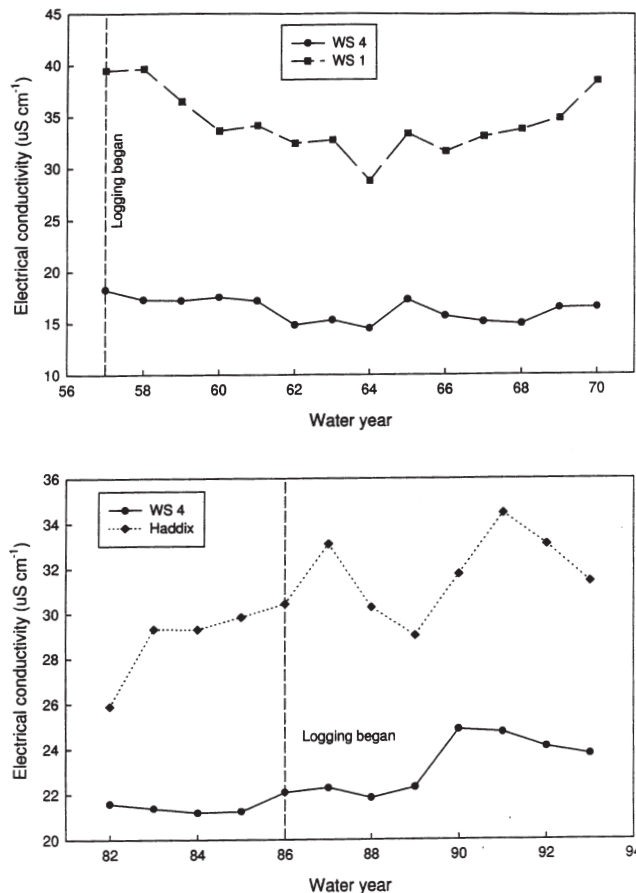 45
40
35
30
25
20
15
10
Electrical conductivity (uS cm-1)
WS 4
WS 1
Logging began
56 58 60 62 64 66 68 70
Water year
36
34
32
30
28
26
24
22
20
Electrical conductivity (uS cm-1)
WS 4
Haddix
Logging began
82 84 86 88 90 92 94
Water year